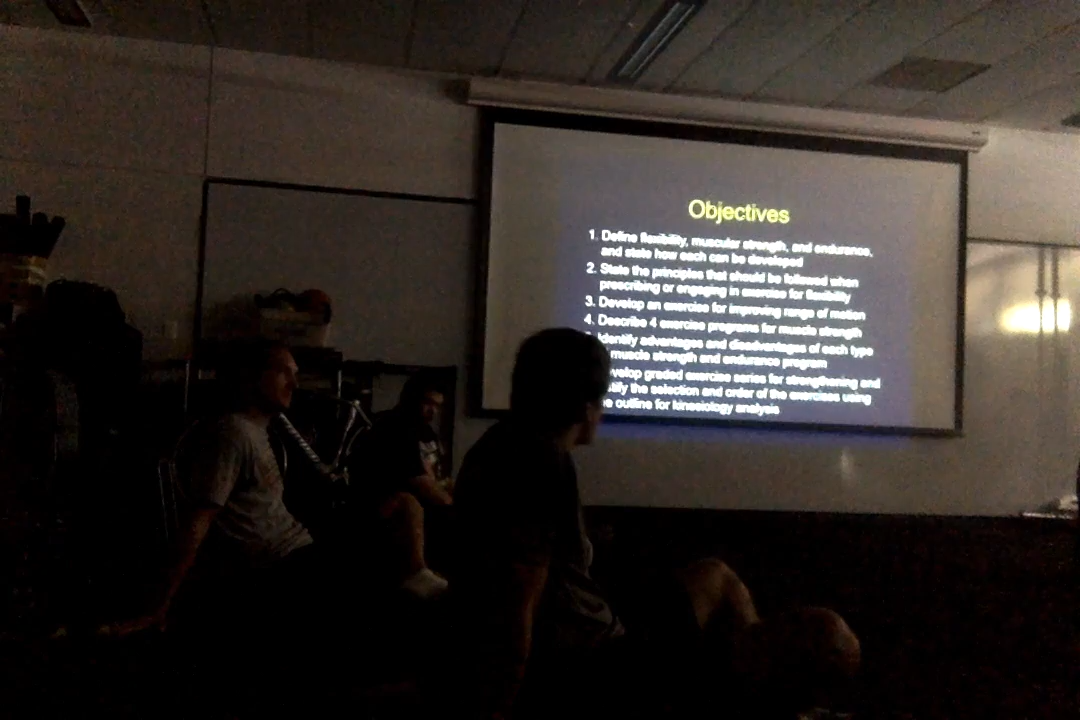 Objectives
1. Define flexibility, muscular strength, and endurance,
and state how each can be developed
2. State the principles that should be followed when
prescribing or engaging in exercise for flexibility
3. Develop an exercise for improving range of motion
4. Describe 4 exercise programs for muscle strength
Identify advantages and disadvantages of each type
muscle strength and endurance program
velop graded exercise series for strengthening and
tify the selection and order of the exercises using
e outline for kinesiology analysis